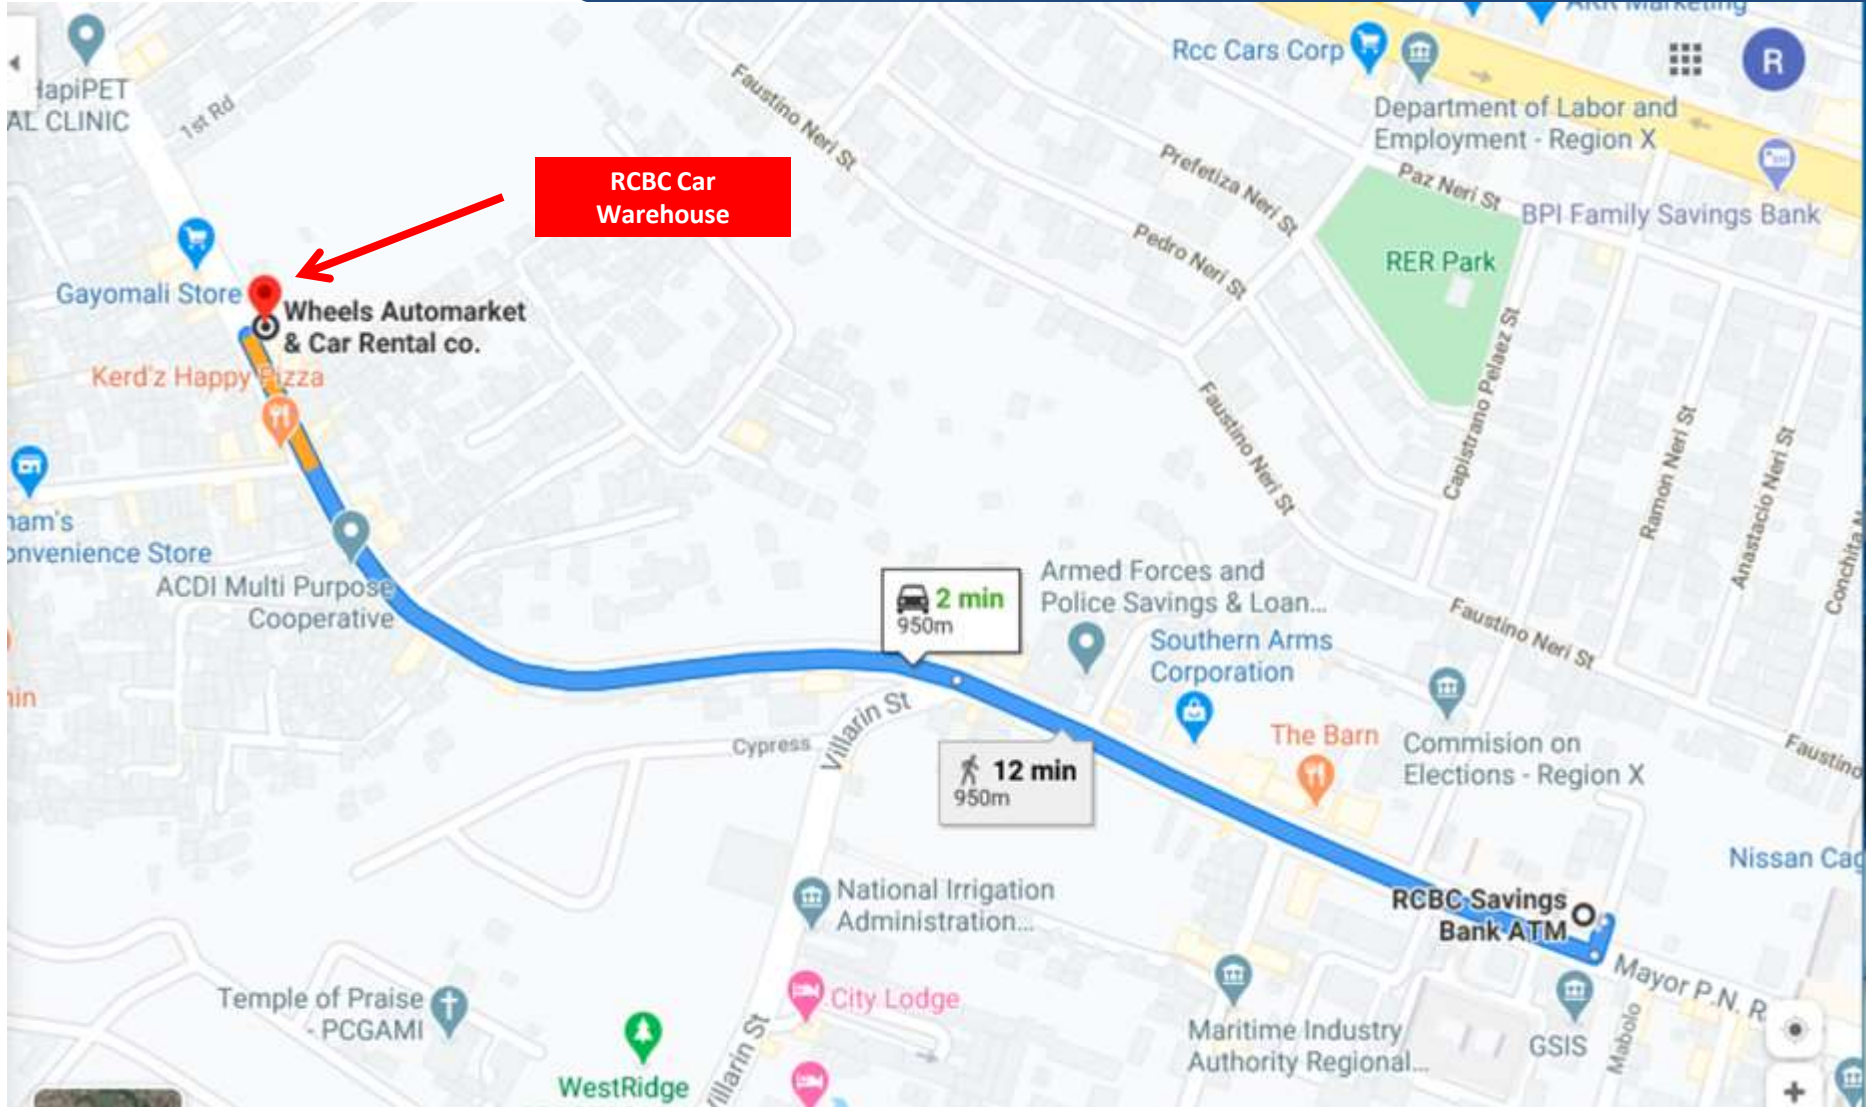 ARR Marketing
Rcc Cars Corp
R
HapiPET
AL CLINIC
1st Rd
Faustino Neri St
Department of Labor and
Employment - Region X
Prefetiza Neri St
Paz Neri St
BPI Family Savings Bank
RCBC Car
Warehouse
Pedro Neri St
RER Park
Gayomali Store
Wheels Automarket
& Car Rental co.
Kerd'z Happy Pizza
Capistrano Pelaez St
Faustino Neri St
Ramon Neri St
Anastacio Neri St
Conchita N
ham's
onvenience Store
ACDI Multi Purpose
Cooperative
2 min
950m
Armed Forces and
Police Savings & Loan...
Southern Arms
Corporation
Faustino Neri St
nin
Villarin St
Cypress
12 min
950m
The Barn
Commision on
Elections - Region X
Faustino
Nissan Cag
National Irrigation
Administration...
RCBC Savings
Bank ATM
Mayor P.N. R
Temple of Praise
- PCGAMI
City Lodge
Maritime Industry
Authority Regional...
GSIS
Mabolo
WestRidge
Villarin St
+